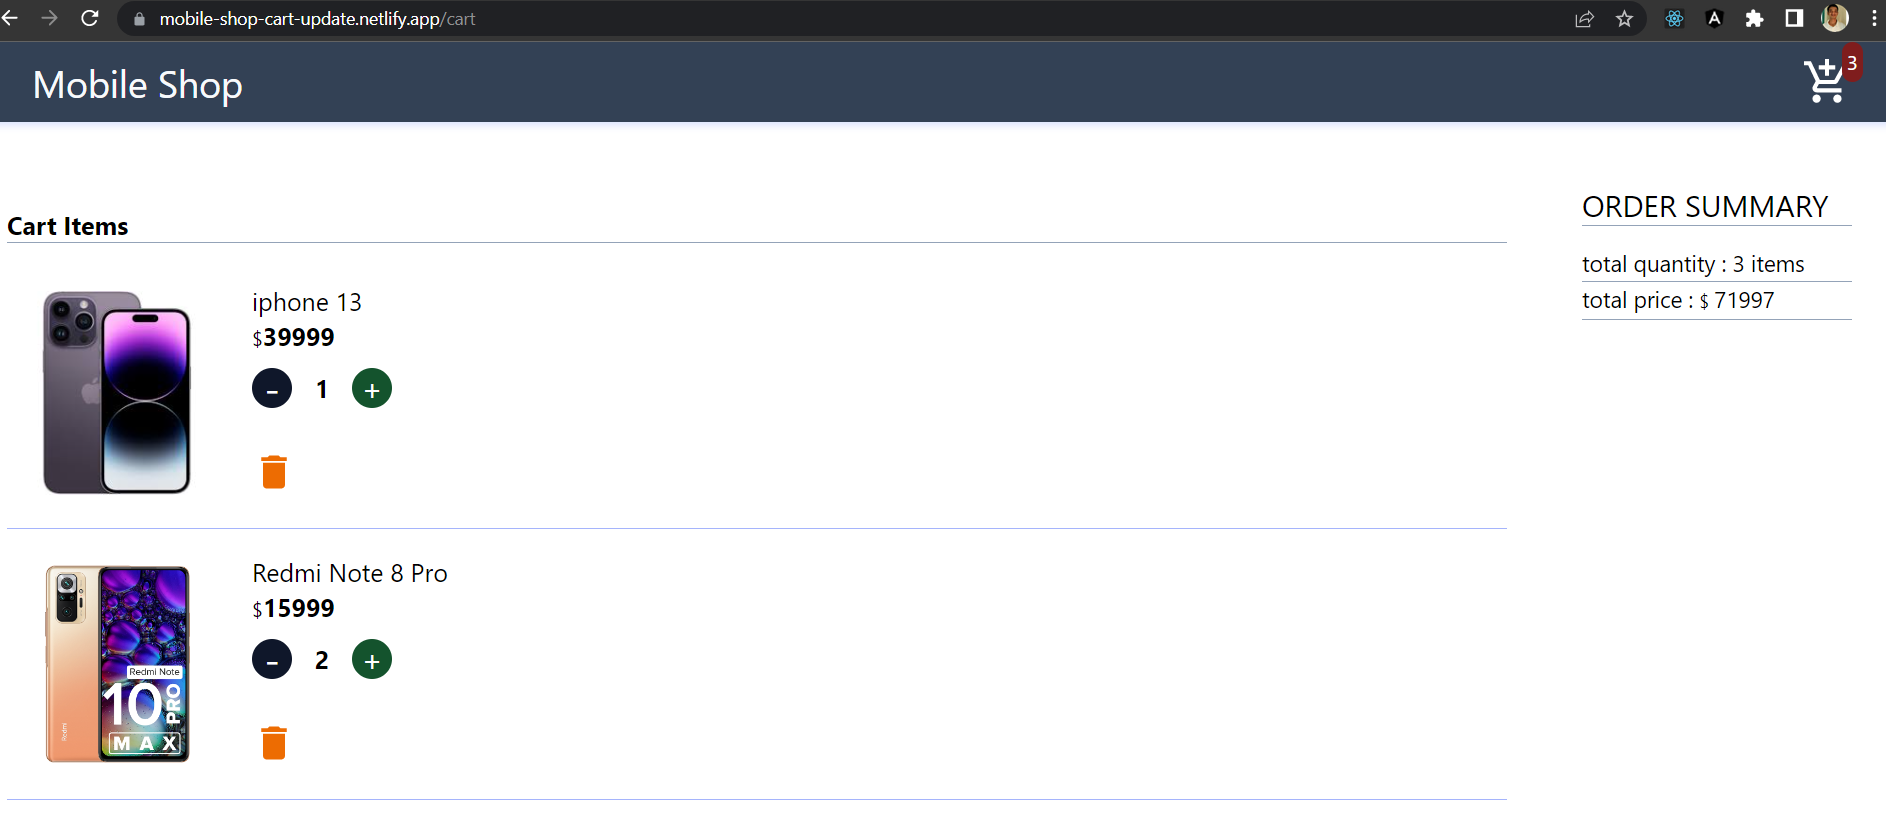 mobile-shop-cart-update.netlify.app/cart
Mobile Shop
3
Cart Items
iphone 13
$39999
- 1 +
Redmi Note 8 Pro
$15999
- 2 +
Redmi Note
10 PRO
MAX
Redmi
ORDER SUMMARY
total quantity : 3 items
total price : $ 71997